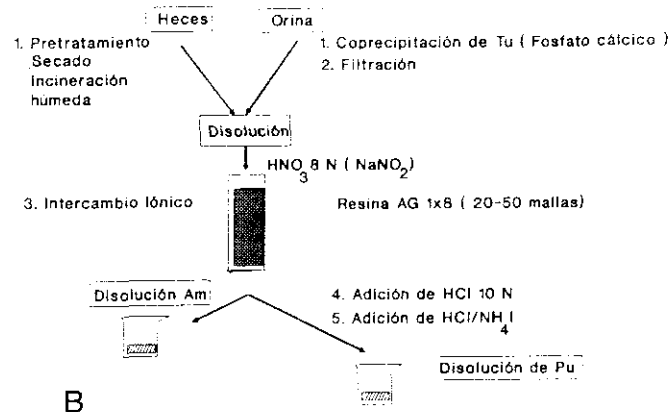 Heces
Orina
1. Pretratamiento
Secado
Incineración
húmeda
1. Coprecipitación de Tu ( Fosfato cálcico )
2. Filtración
Disolución
HNO3 8 N ( NaNO2)
3. Intercambio Iónico
Resina AG 1x8 ( 20-50 mallas)
Disolución Am
4. Adición de HCl 10 N
5. Adición de HCl/NH4I
Disolución de Pu
B